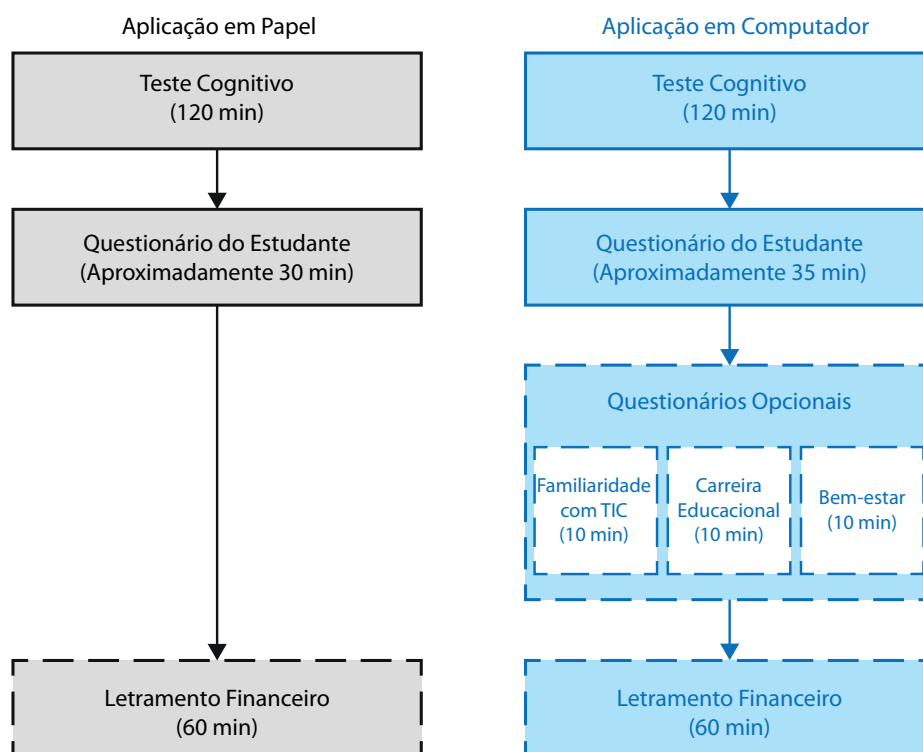 Aplicação em Papel
Teste Cognitivo
(120 min)
Questionário do Estudante
(Aproximadamente 30 min)
Letramento Financeiro
(60 min)
Aplicação em Computador
Teste Cognitivo
(120 min)
Questionário do Estudante
(Aproximadamente 35 min)
Questionários Opcionais
Familiaridade
com TIC
(10 min)
Carreira
Educacional
(10 min)
Bem-estar
(10 min)
Letramento Financeiro
(60 min)